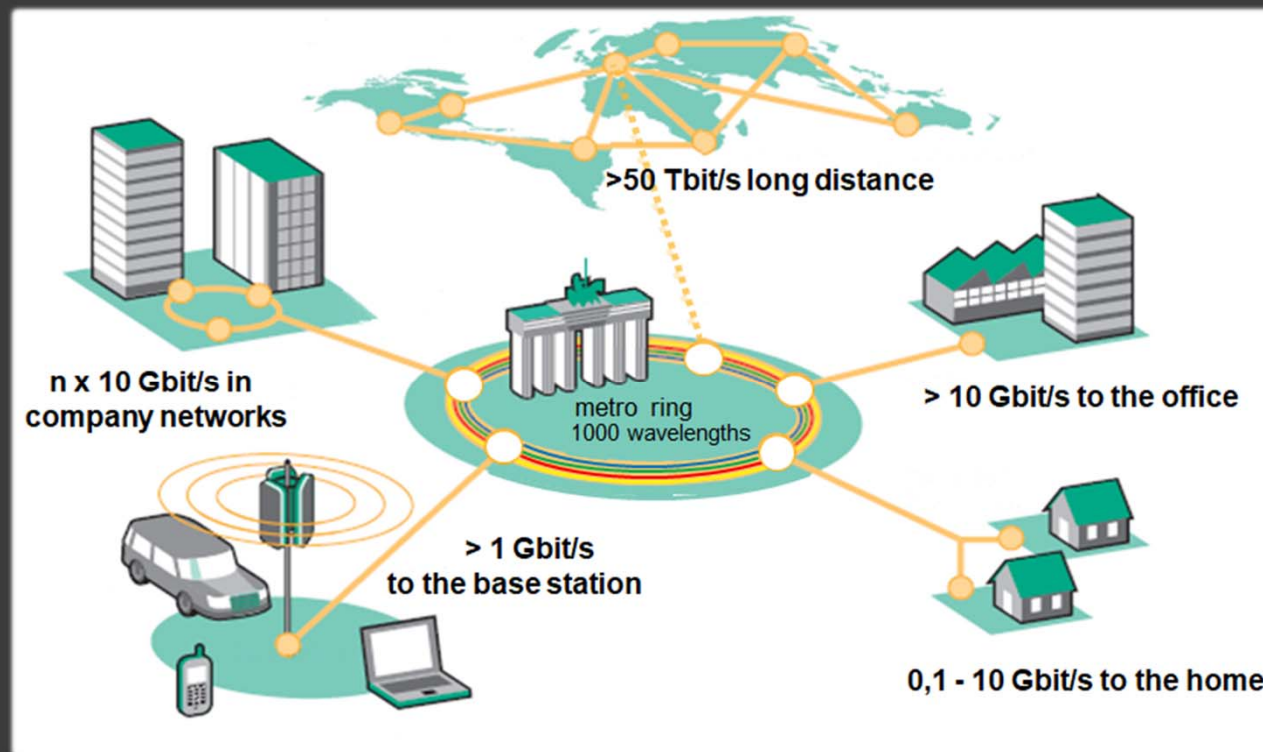 >50 Tbit/s long distance
n x 10 Gbit/s in
company networks
metro ring
1000 wavelengths
> 10 Gbit/s to the office
> 1 Gbit/s
to the base station
0,1 - 10 Gbit/s to the home